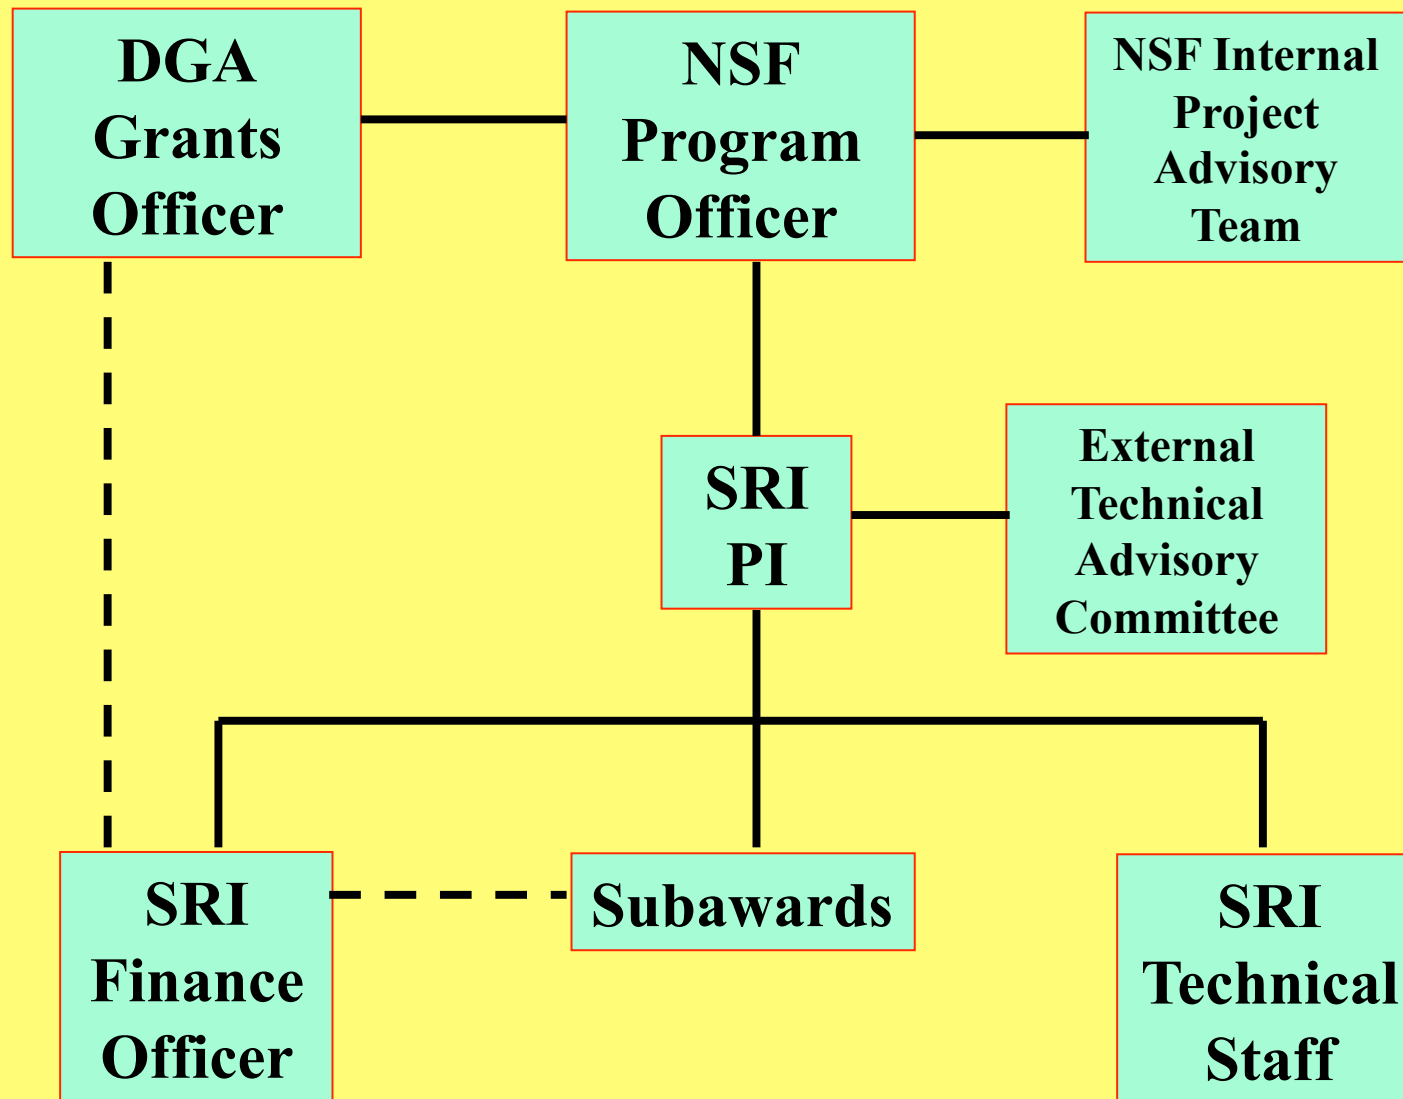 DGA
Grants
Officer
NSF
Program
Officer
NSF Internal
Project
Advisory
Team
SRI
PI
External
Technical
Advisory
Committee
SRI
Finance
Officer
Subawards
SRI
Technical
Staff